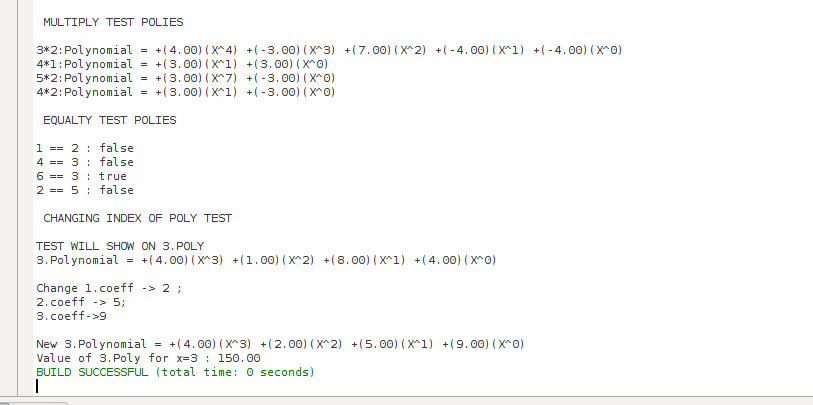 MULTIPLY TEST POLIES
3*2:Polynomial = +(4.00)(X^4) +(-3.00)(X^3) +(7.00)(X^2) +(-4.00)(X^1) +(-4.00)(X^0)
4*1:Polynomial = +(3.00)(X^1) +(3.00)(X^0)
5*2:Polynomial = +(3.00)(X^7) +(-3.00)(X^0)
4*2:Polynomial = +(3.00)(X^1) +(-3.00)(X^0)
EQUALTY TEST POLIES
1 == 2 : false
4 == 3 : false
6 == 3 : true
2 == 5 : false
CHANGING INDEX OF POLY TEST
TEST WILL SHOW ON 3.POLY
3.Polynomial = +(4.00)(X^3) +(1.00)(X^2) +(8.00)(X^1) +(4.00)(X^0)
Change 1.coeff -> 2 ;
2.coeff -> 5;
3.coeff->9
New 3.Polynomial = +(4.00)(X^3) +(2.00)(X^2) +(5.00)(X^1) +(9.00)(X^0)
Value of 3.Poly for x=3 : 150.00
BUILD SUCCESSFUL (total time: 0 seconds)